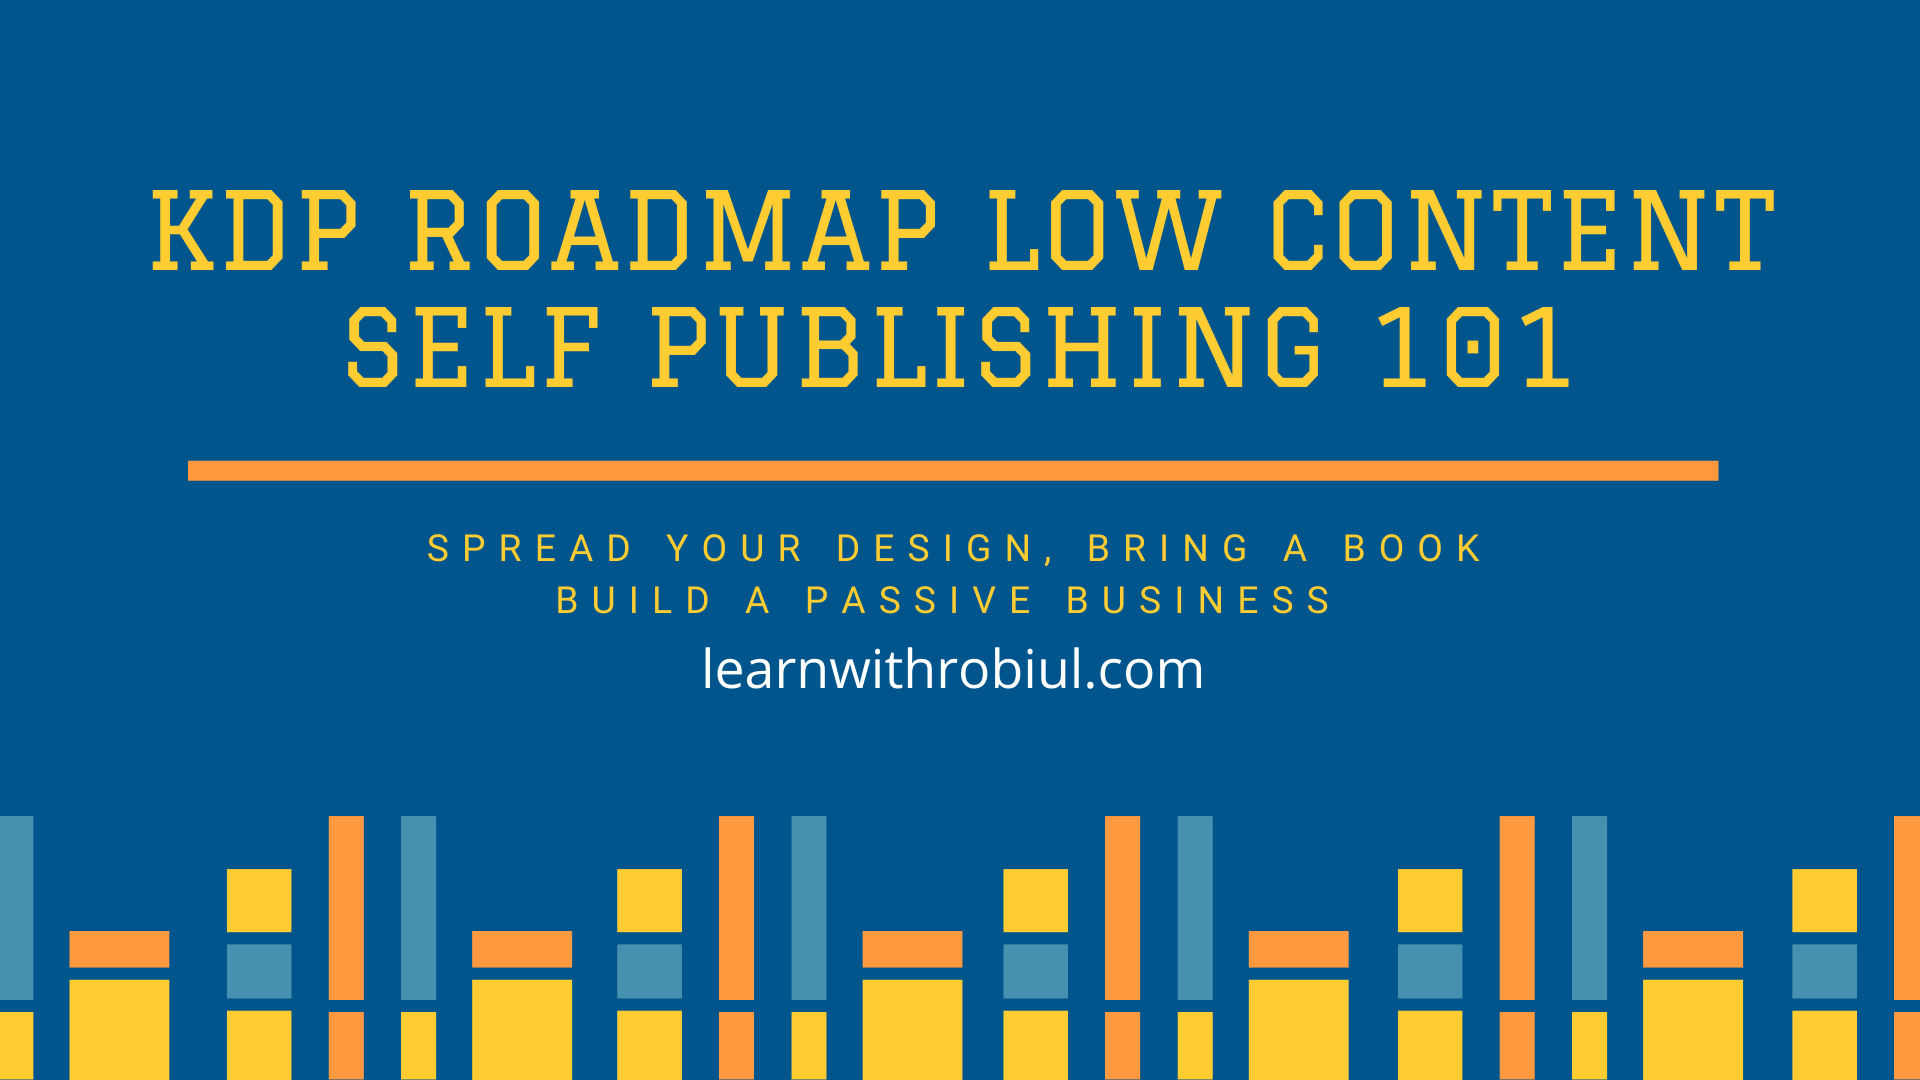 KDP ROADMAP LOW CONTENT
SELF PUBLISHING 101
SPREAD YOUR DESIGN, BRING A BOOK
BUILD A PASSIVE BUSINESS
learnwithrobiul.com